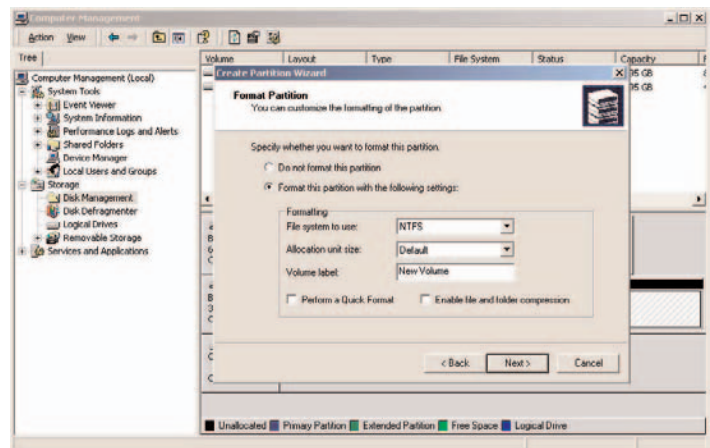 Computer Management
Action View
Tree
Volume Layout Type File System Status Capacity
Computer Management (Local)
System Tools
Event Viewer
System Information
Performance Logs and Alerts
Shared Folders
Device Manager
Local Users and Groups
Storage
Disk Management
Disk Defragmenter
Logical Drives
Removable Storage
Services and Applications
Create Partition Wizard
Format Partition
You can customize the formatting of the partition.
Specify whether you want to format this partition.
Do not format this partition
Format this partition with the following settings:
Formatting
File system to use: NTFS
Allocation unit size: Default
Volume label: New Volume
Perform a Quick Format Enable file and folder compression
< Back Next > Cancel
Unallocated Primary Partition Extended Partition Free Space Logical Drive